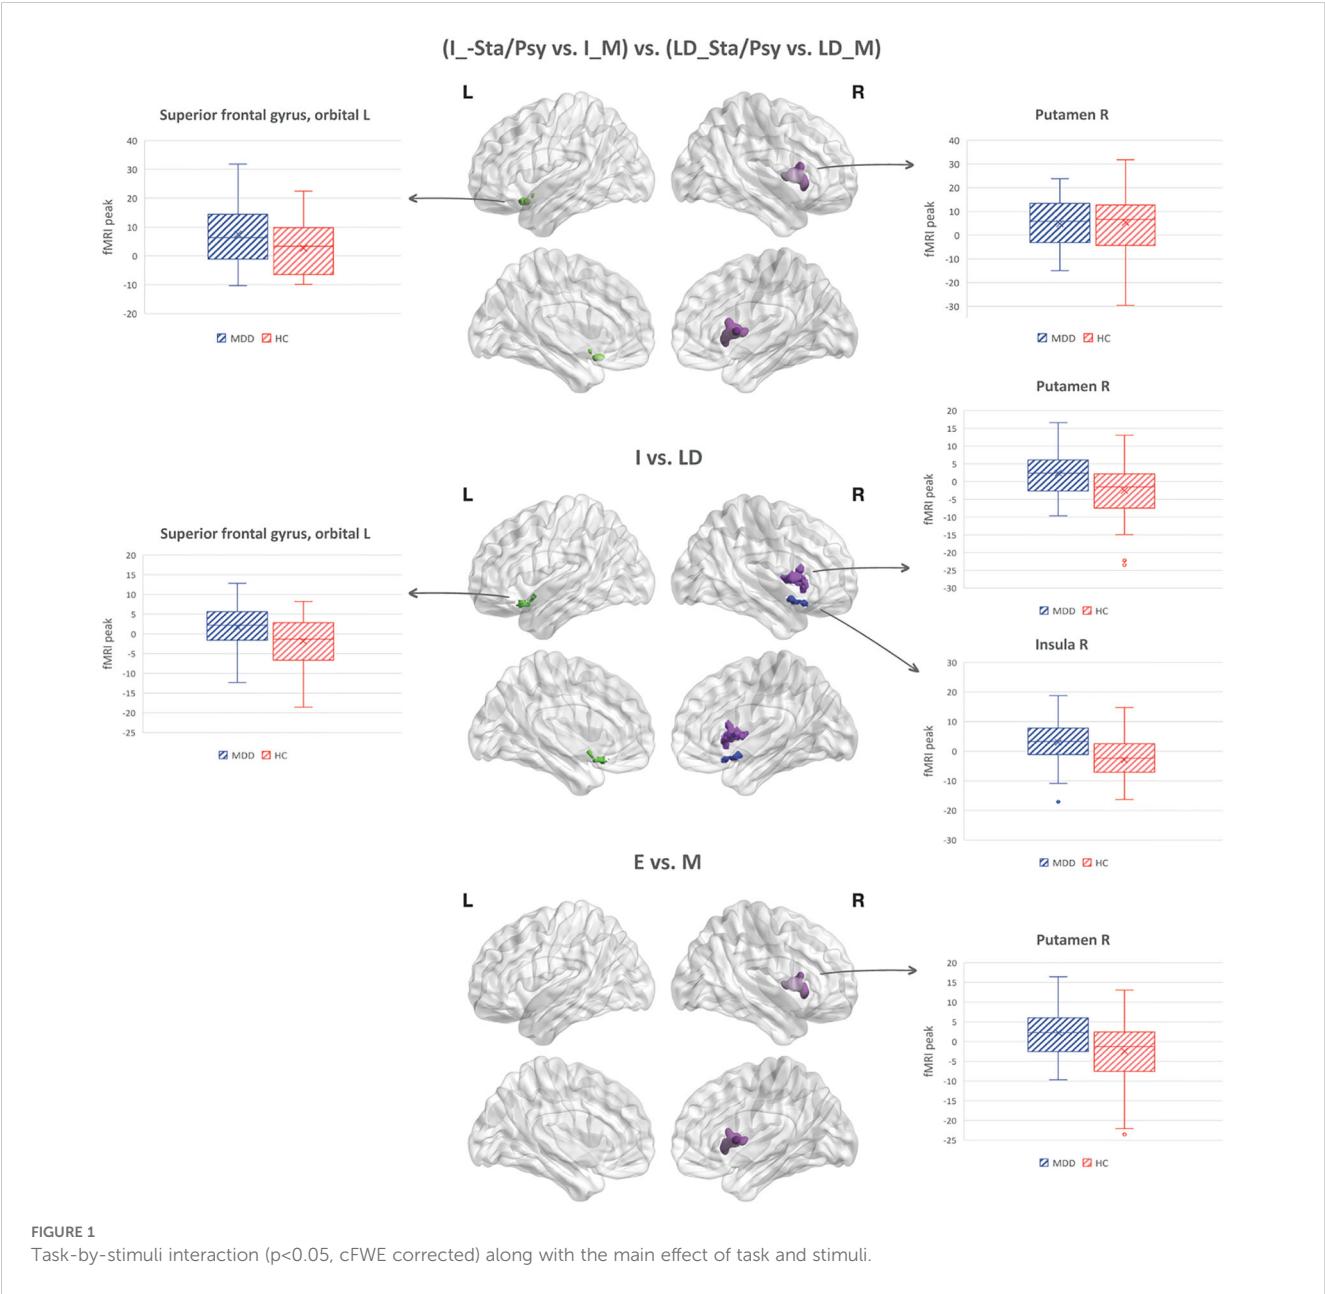 (I_-Sta/Psy vs. I_M) vs. (LD_Sta/Psy vs. LD_M)
L
R
Superior frontal gyrus, orbital L
40
30
20
10
0
-10
-20
fMRI peak
MDD
HC
Putamen R
40
30
20
10
0
-10
-20
-30
fMRI peak
MDD
HC
I vs. LD
L
R
Superior frontal gyrus, orbital L
20
15
10
5
0
-5
-10
-15
-20
-25
fMRI peak
MDD
HC
Putamen R
20
15
10
5
0
-5
-10
-15
-20
-25
-30
fMRI peak
MDD
HC
Insula R
30
20
10
0
-10
-20
-30
fMRI peak
MDD
HC
E vs. M
L
R
Putamen R
20
15
10
5
0
-5
-10
-15
-20
-25
fMRI peak
MDD
HC
FIGURE 1
Task-by-stimuli interaction (p<0.05, cFWE corrected) along with the main effect of task and stimuli.